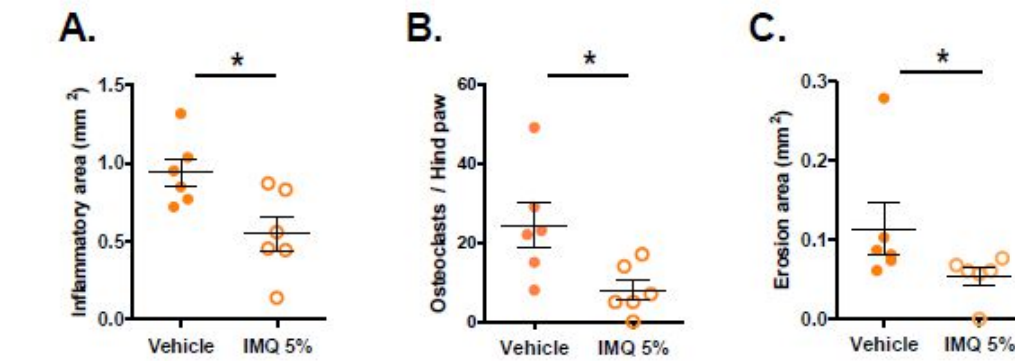 A.
*
Inflammatory area (mm ²)
1.5
1.0
0.5
0.0
Vehicle IMQ 5%
B.
*
Osteoclasts / Hind paw
60
40
20
0
Vehicle IMQ 5%
C.
*
Erosion area (mm²)
0.3
0.2
0.1
0.0
Vehicle IMQ 5%